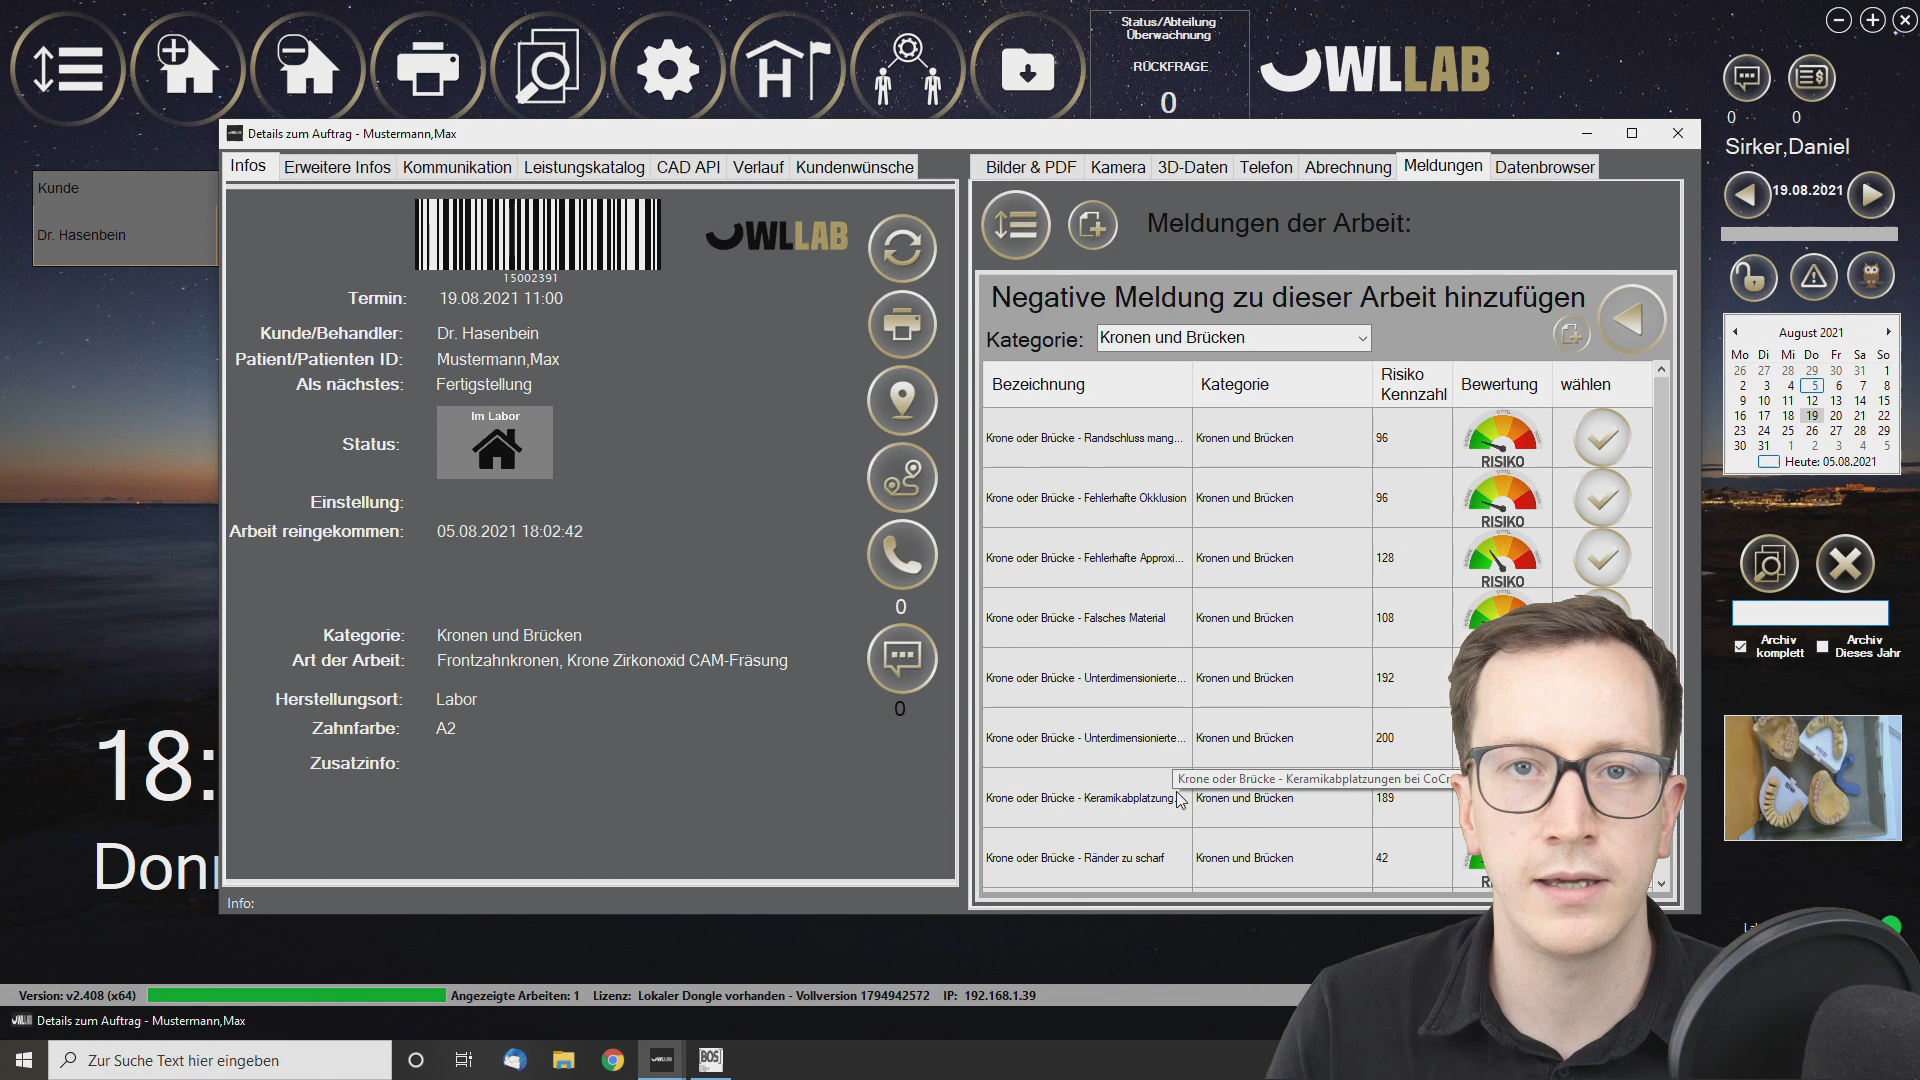 Status/Abteilung
Überwachnung
RÜCKFRAGE
0
WLLAB
0
0
Sirker,Daniel
19.08.2021
Details zum Auftrag - Mustermann,Max
Infos Erweitere Infos Kommunikation Leistungskatalog CAD API Verlauf Kundenwünsche
Bilder & PDF Kamera 3D-Daten Telefon Abrechnung Meldungen Datenbrowser
Kunde
Dr. Hasenbein
15002391
WLLAB
Termin: 19.08.2021 11:00
Kunde/Behandler: Dr. Hasenbein
Patient/Patienten ID: Mustermann,Max
Als nächstes: Fertigstellung
Im Labor
Status:
Einstellung:
Arbeit reingekommen: 05.08.2021 18:02:42
0
Kategorie: Kronen und Brücken
Art der Arbeit: Frontzahnkronen, Krone Zirkonoxid CAM-Fräsung
Herstellungsort: Labor
0
Zahnfarbe: A2
Zusatzinfo:
Info:
Meldungen der Arbeit:
Negative Meldung zu dieser Arbeit hinzufügen
Kategorie: Kronen und Brücken
Bezeichnung Kategorie Risiko Kennzahl Bewertung wählen
Krone oder Brücke - Randschluss mang... Kronen und Brücken 96 RISIKO
Krone oder Brücke - Fehlerhafte Okklusion Kronen und Brücken 96 RISIKO
Krone oder Brücke - Fehlerhafte Approxi... Kronen und Brücken 128 RISIKO
Krone oder Brücke - Falsches Material Kronen und Brücken 108
Krone oder Brücke - Unterdimensionierte... Kronen und Brücken 192
Krone oder Brücke - Unterdimensionierte... Kronen und Brücken 200
Krone oder Brücke - Keramikabplatzungen bei CoCr
Krone oder Brücke - Keramikabplatzung Kronen und Brücken 189
Krone oder Brücke - Ränder zu scharf Kronen und Brücken 42
August 2021
Mo Di Mi Do Fr Sa So
26 27 28 29 30 31 1
2 3 4 5 6 7 8
9 10 11 12 13 14 15
16 17 18 19 20 21 22
23 24 25 26 27 28 29
30 31 1 2 3 4 5
Heute: 05.08.2021
Archiv komplett
Archiv Dieses Jahr
18:
Donn
Version: v2.408 (x64) Angezeigte Arbeiten: 1 Lizenz: Lokaler Dongle vorhanden - Vollversion 1794942572 IP: 192.168.1.39
Details zum Auftrag - Mustermann,Max
Zur Suche Text hier eingeben
BOS